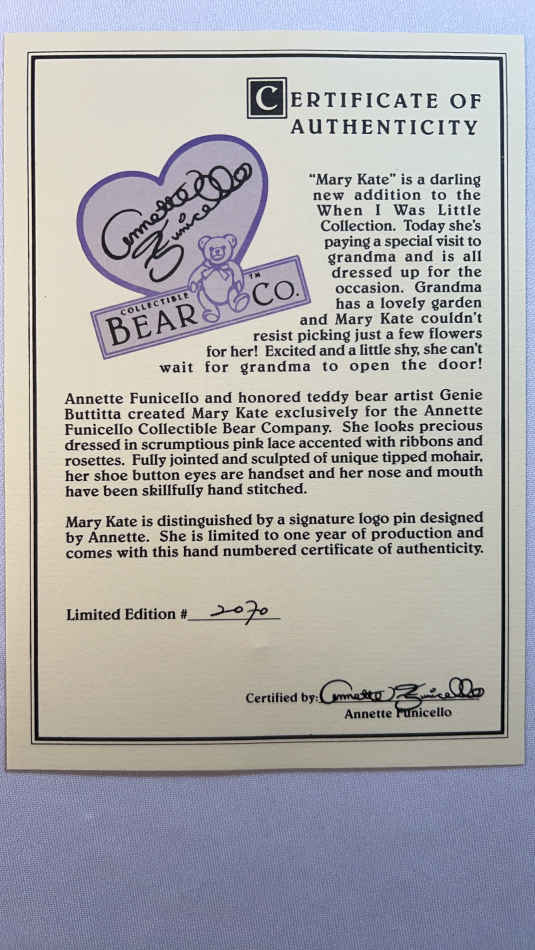 CERTIFICATE OF
AUTHENTICITY
Annette
Funicello
COLLECTIBLE
BEAR CO.™
"Mary Kate" is a darling
new addition to the
When I Was Little
Collection. Today she's
paying a special visit to
grandma and is all
dressed up for the
occasion. Grandma
has a lovely garden
and Mary Kate couldn't
resist picking just a few flowers
for her! Excited and a little shy, she can't
wait for grandma to open the door!
Annette Funicello and honored teddy bear artist Genie
Buttitta created Mary Kate exclusively for the Annette
Funicello Collectible Bear Company. She looks precious
dressed in scrumptious pink lace accented with ribbons and
rosettes. Fully jointed and sculpted of unique tipped mohair,
her shoe button eyes are handset and her nose and mouth
have been skillfully hand stitched.
Mary Kate is distinguished by a signature logo pin designed
by Annette. She is limited to one year of production and
comes with this hand numbered certificate of authenticity.
Limited Edition # 2070
Certified by: Annette Funicello
Annette Funicello